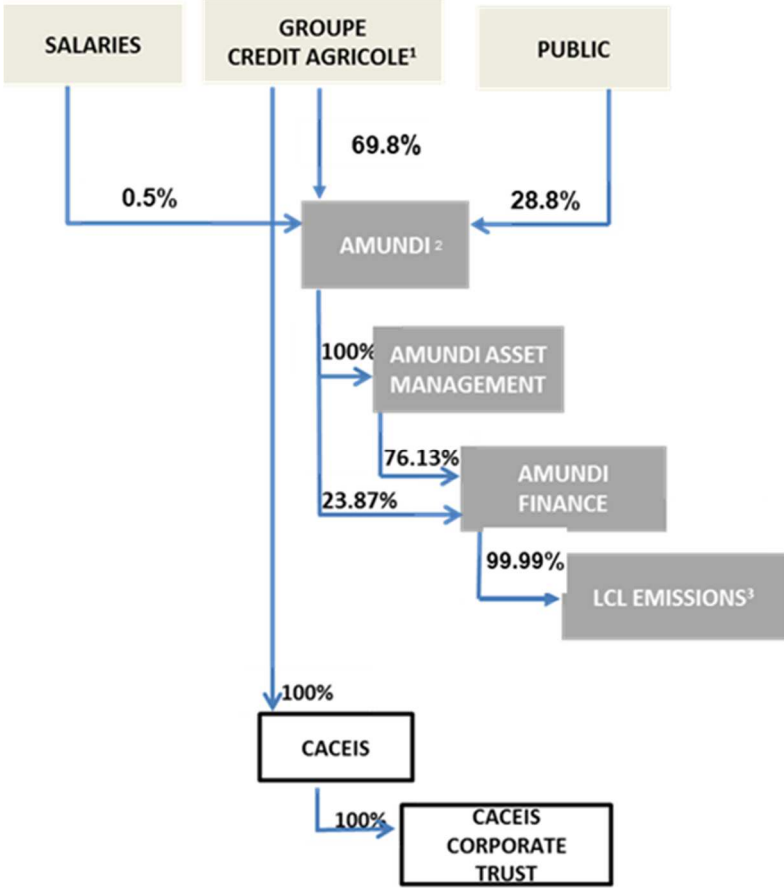 SALARIES
GROUPE
CREDIT AGRICOLE¹
PUBLIC
69.8%
0.5%
28.8%
AMUNDI ²
100%
AMUNDI ASSET
MANAGEMENT
76.13%
AMUNDI
FINANCE
23.87%
99.99%
LCL EMISSIONS³
100%
CACEIS
100%
CACEIS
CORPORATE
TRUST